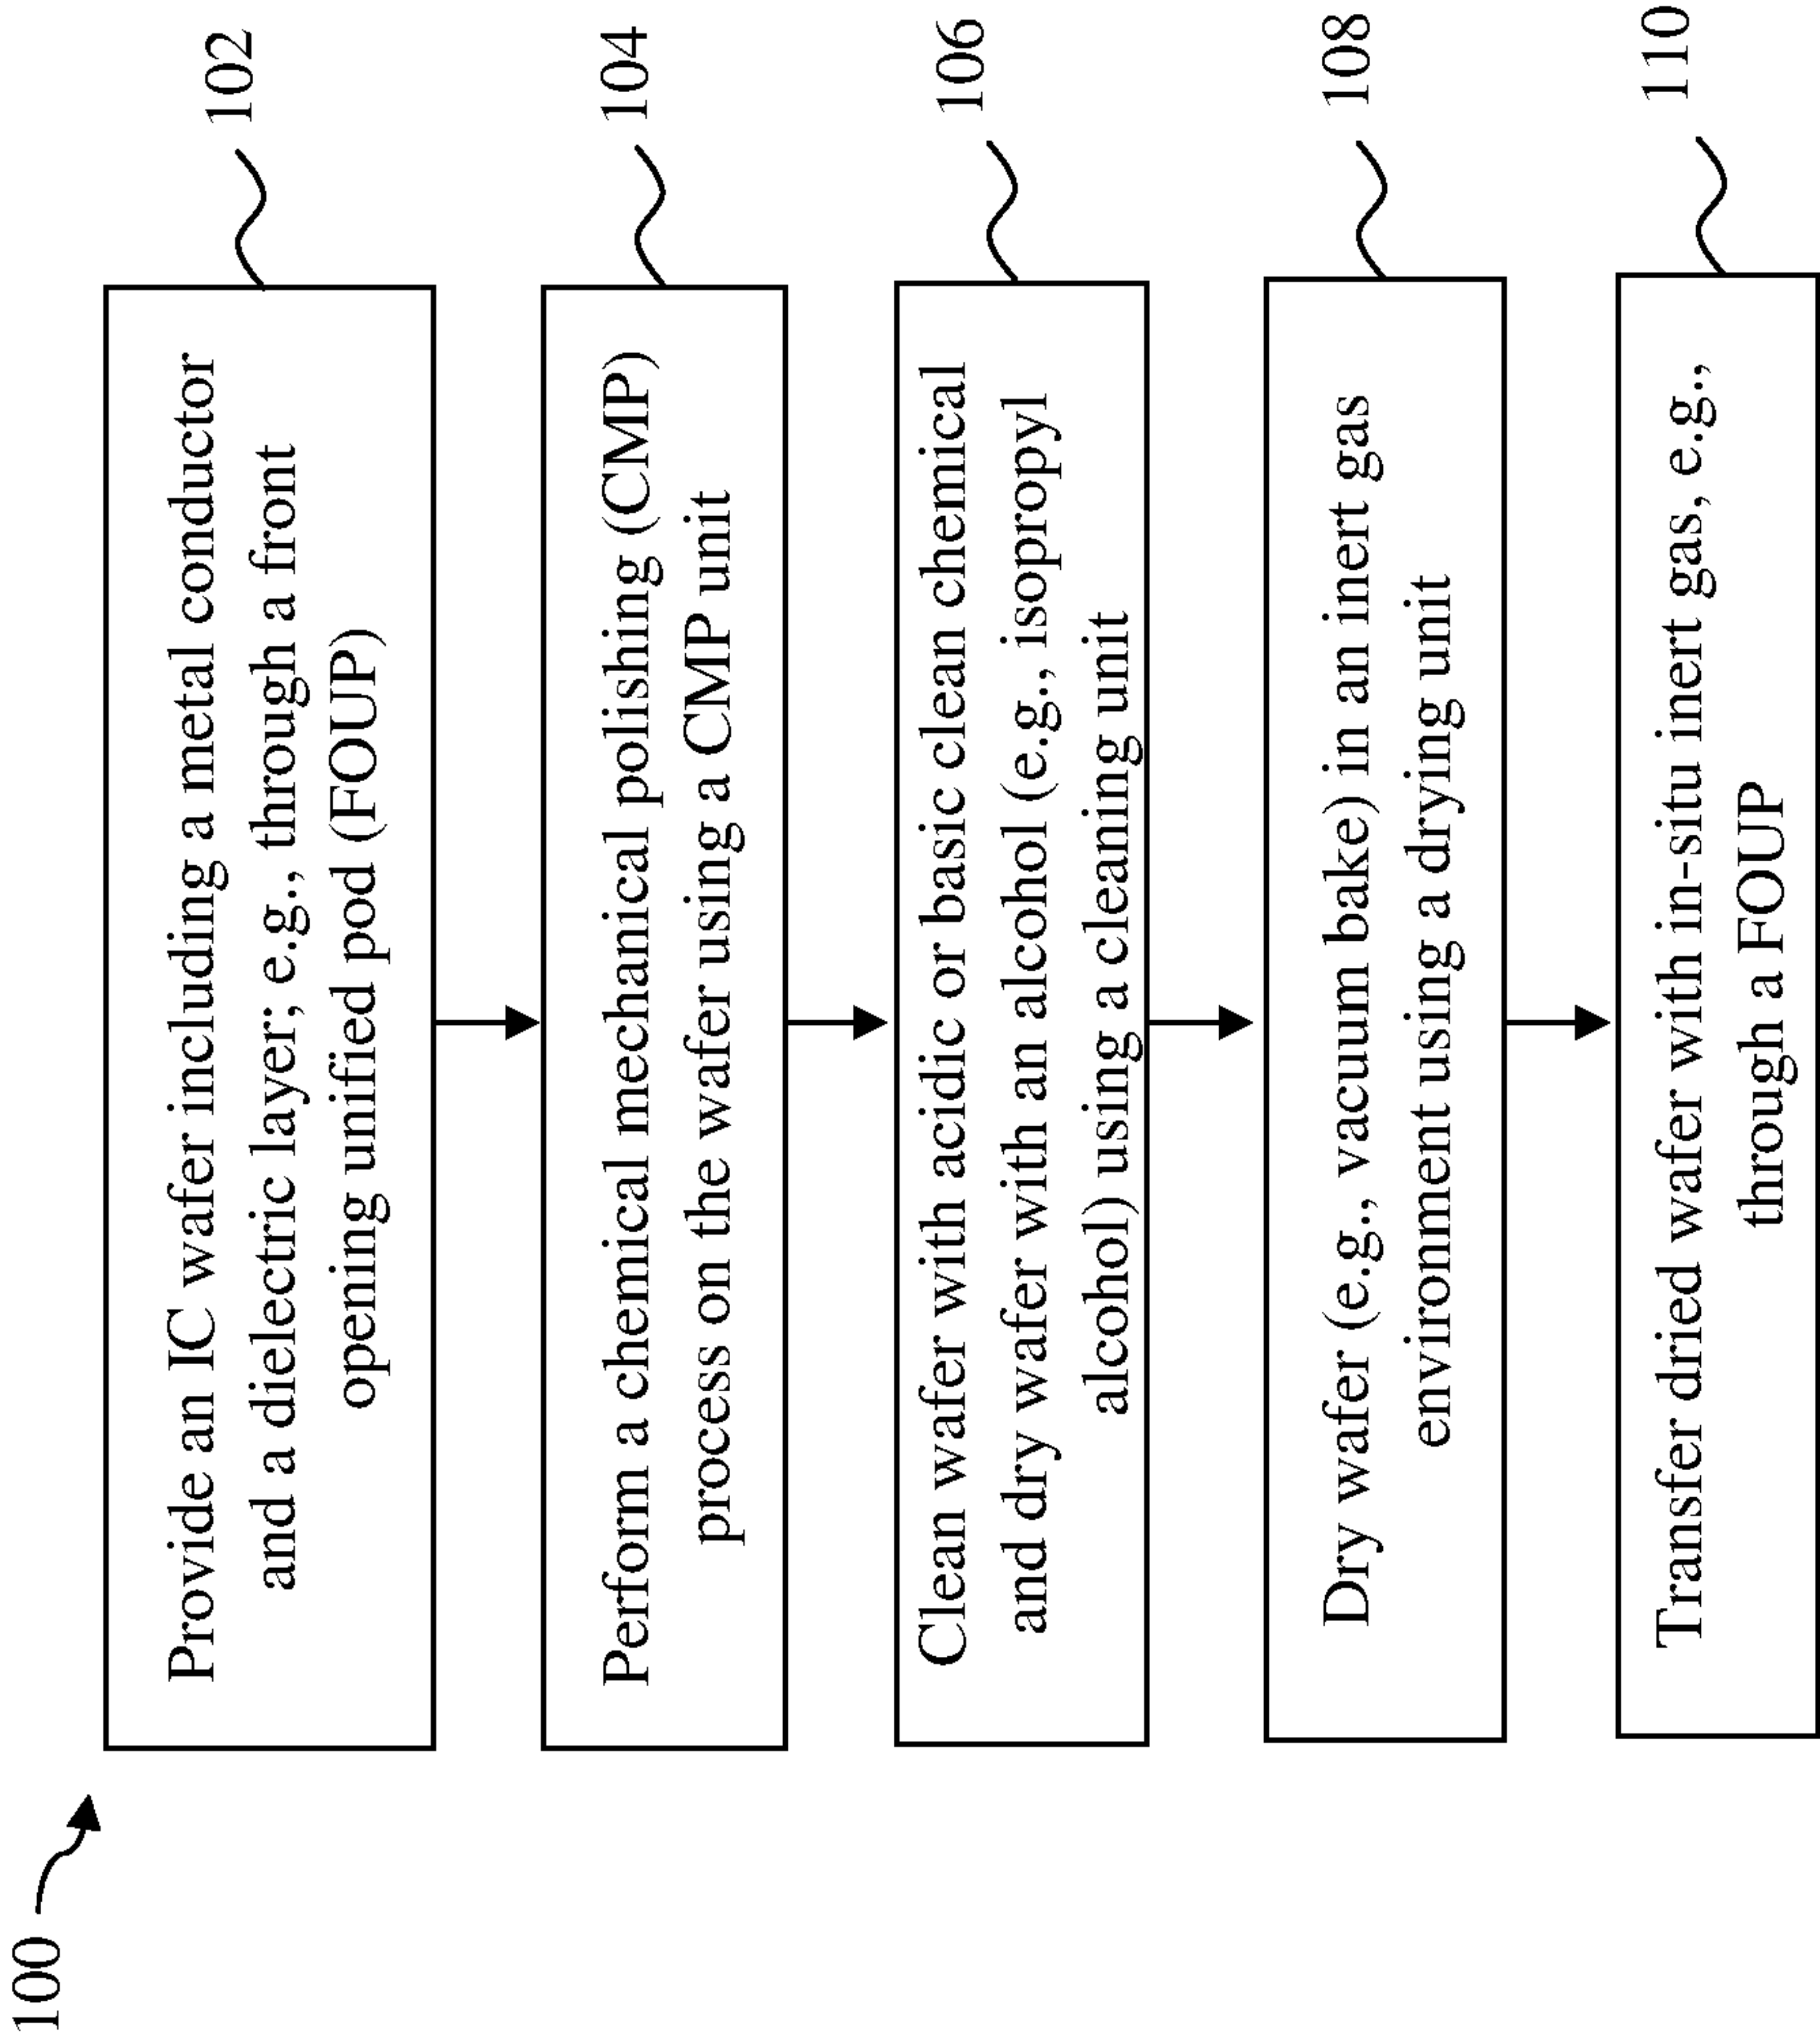 100
Provide an IC wafer including a metal conductor
and a dielectric layer; e.g., through a front
opening unified pod (FOUP)
102
Perform a chemical mechanical polishing (CMP)
process on the wafer using a CMP unit
104
Clean wafer with acidic or basic clean chemical
and dry wafer with an alcohol (e.g., isopropyl
alcohol) using a cleaning unit
106
Dry wafer (e.g., vacuum bake) in an inert gas
environment using a drying unit
108
Transfer dried wafer with in-situ inert gas, e.g.,
through a FOUP
110